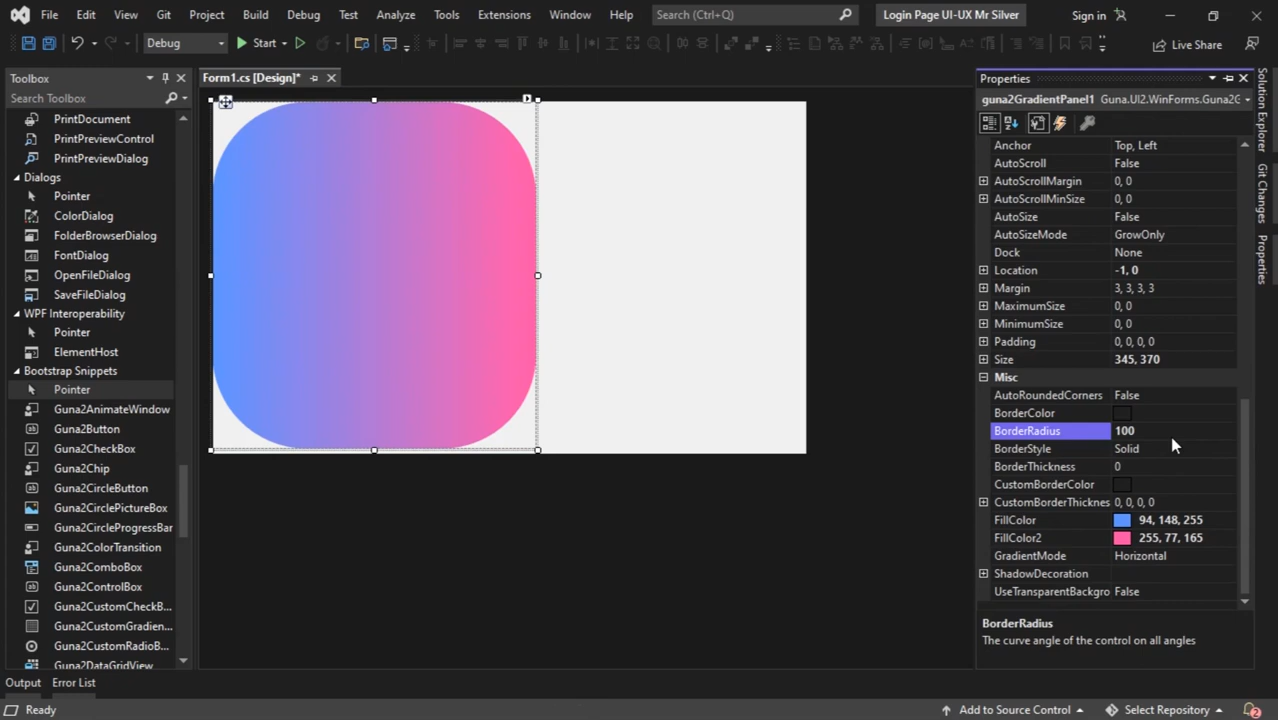 File Edit View Git Project Build Debug Test Analyze Tools Extensions Window Help Search (Ctrl+Q) Login Page UI-UX Mr Silver Sign in
Debug Start Live Share
Toolbox
Search Toolbox
PrintDocument
PrintPreviewControl
PrintPreviewDialog
Dialogs
Pointer
ColorDialog
FolderBrowserDialog
FontDialog
OpenFileDialog
SaveFileDialog
WPF Interoperability
Pointer
ElementHost
Bootstrap Snippets
Pointer
Guna2AnimateWindow
Guna2Button
Guna2CheckBox
Guna2Chip
Guna2CircleButton
Guna2CirclePictureBox
Guna2CircleProgressBar
Guna2ColorTransition
Guna2ComboBox
Guna2ControlBox
Guna2CustomCheckB...
Guna2CustomGradien...
Guna2CustomRadioB...
Guna2DataGridView
Form1.cs [Design]*
Properties
guna2GradientPanel1 Guna.UI2.WinForms.Guna2G
Anchor Top, Left
AutoScroll False
AutoScrollMargin 0, 0
AutoScrollMinSize 0, 0
AutoSize False
AutoSizeMode GrowOnly
Dock None
Location -1, 0
Margin 3, 3, 3, 3
MaximumSize 0, 0
MinimumSize 0, 0
Padding 0, 0, 0, 0
Size 345, 370
Misc
AutoRoundedCorners False
BorderColor
BorderRadius 100
BorderStyle Solid
BorderThickness 0
CustomBorderColor
CustomBorderThicknes 0, 0, 0, 0
FillColor 94, 148, 255
FillColor2 255, 77, 165
GradientMode Horizontal
ShadowDecoration
UseTransparentBackgro False
BorderRadius
The curve angle of the control on all angles
Solution Explorer
Git Changes
Properties
Output Error List
Ready Add to Source Control Select Repository 2